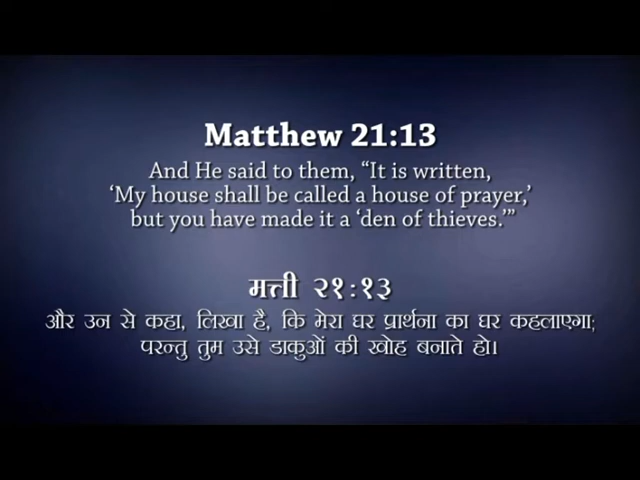 Matthew 21:13
And He said to them, “It is written,
‘My house shall be called a house of prayer,’
but you have made it a ‘den of thieves.’”
मत्ती २१:१३
और उन से कहा, लिखा है, कि मेरा घर प्रार्थना का घर कहलाएगा;
परन्तु तुम उसे डाकुओं की खोह बनाते हो।